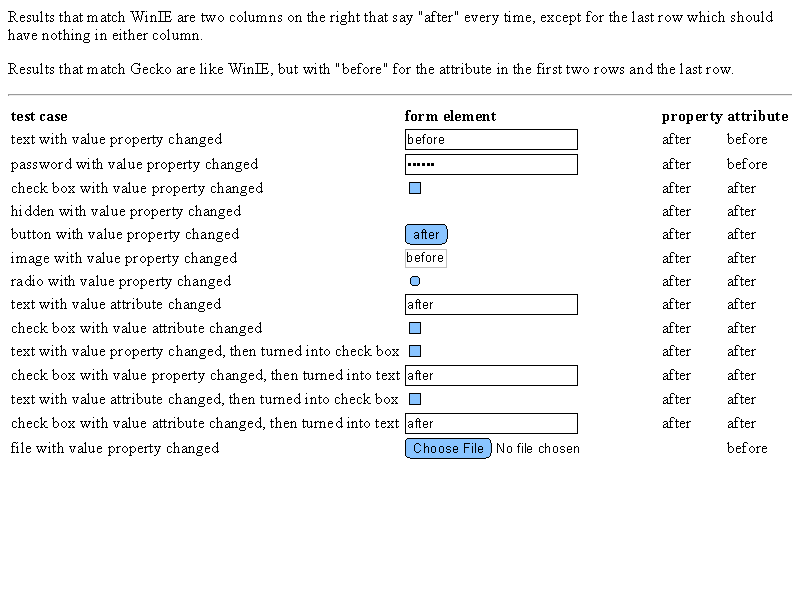 Results that match WinIE are two columns on the right that say "after" every time, except for the last row which should
have nothing in either column.
Results that match Gecko are like WinIE, but with "before" for the attribute in the first two rows and the last row.
test case form element property attribute
text with value property changed before after before
password with value property changed •••••• after before
check box with value property changed after after
hidden with value property changed after after
button with value property changed after after after
image with value property changed before after after
radio with value property changed after after
text with value attribute changed after after after
check box with value attribute changed after after
text with value property changed, then turned into check box after after
check box with value property changed, then turned into text after after after
text with value attribute changed, then turned into check box after after
check box with value attribute changed, then turned into text after after after
file with value property changed Choose File No file chosen before